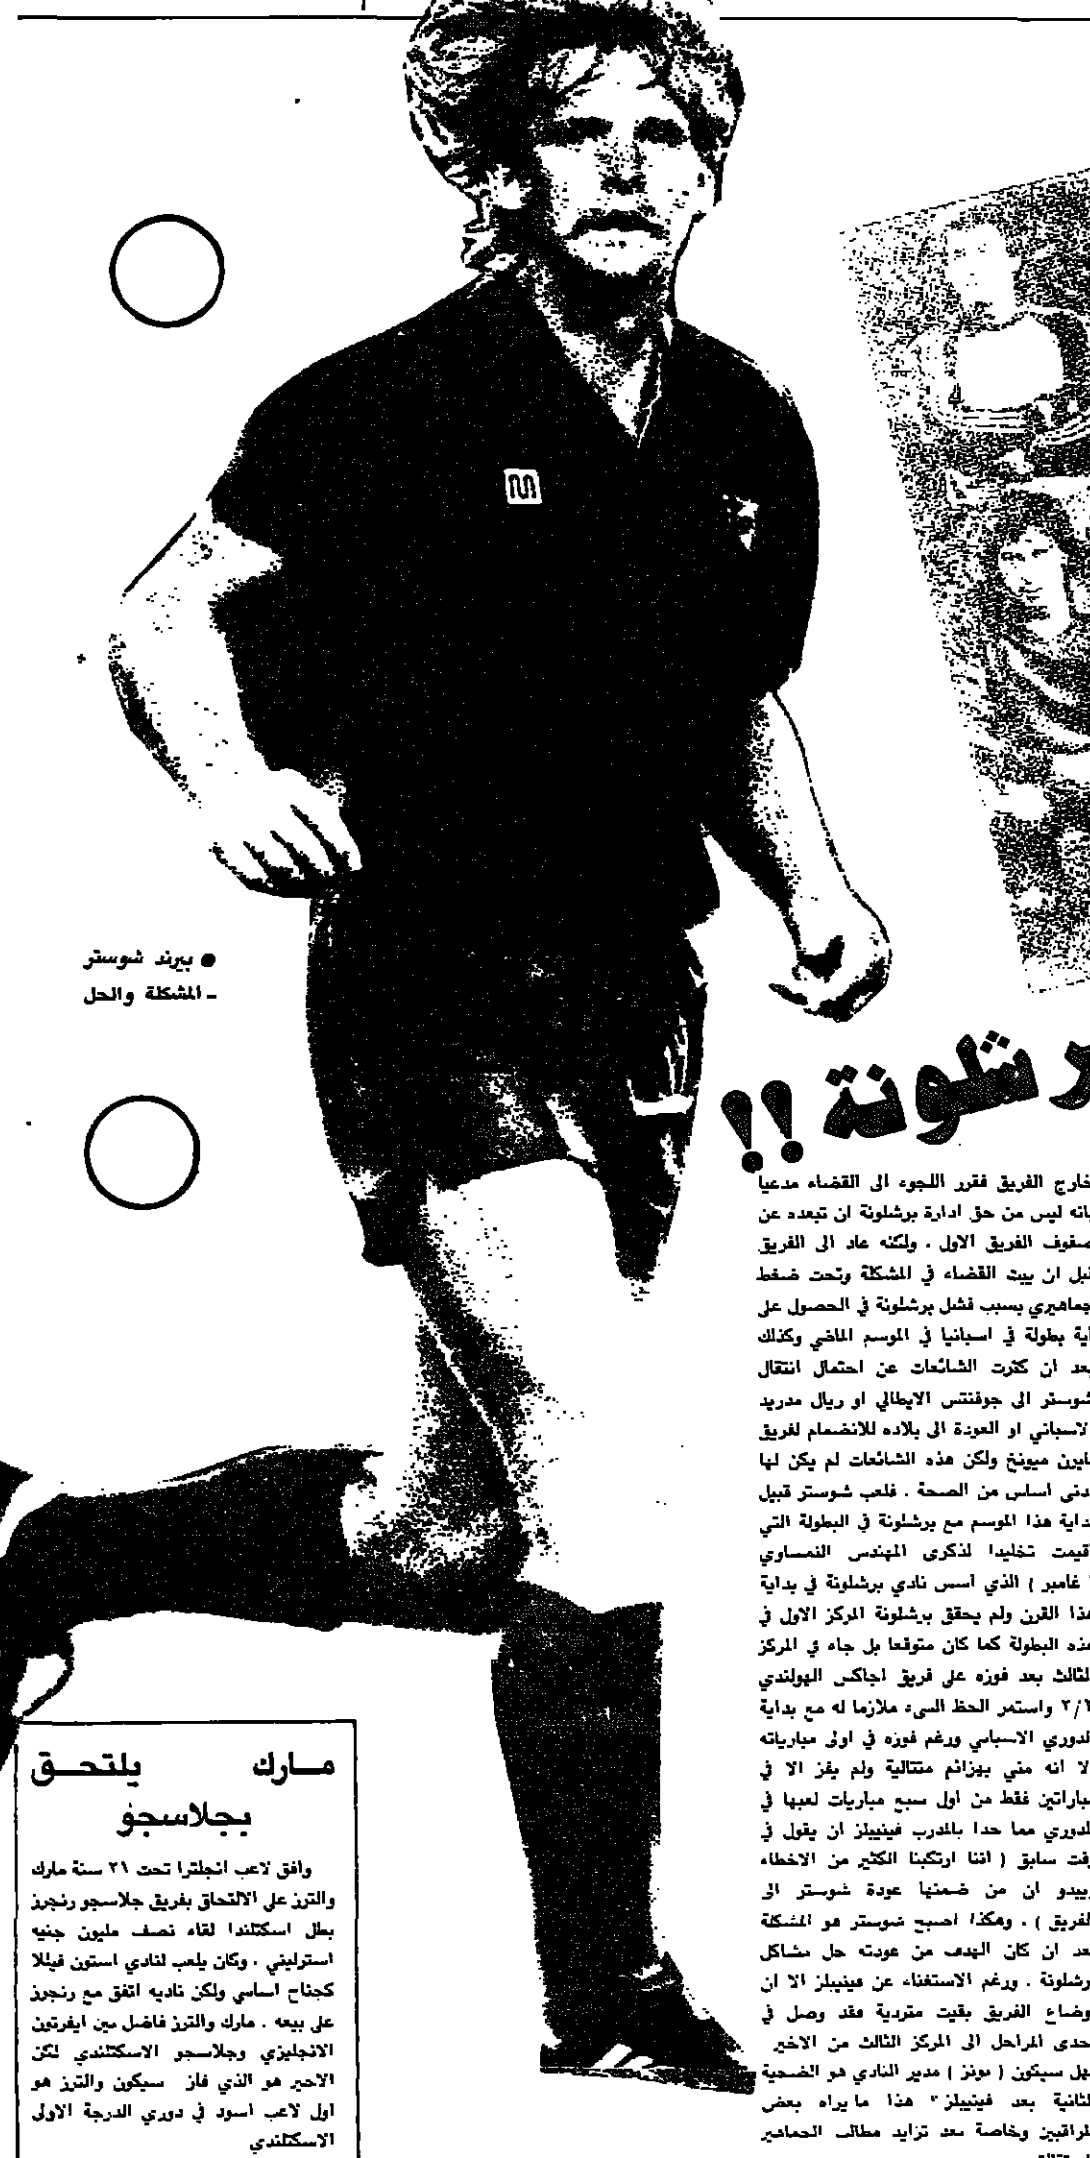 ● بيرند شوستر
- المشكلة والحل
برشلونة !!
خارج الفريق فقرر اللجوء الى القضاء مدعيا
بانه ليس من حق ادارة برشلونة ان تبعده عن
صفوف الفريق الاول . ولكنه عاد الى الفريق
قبل ان يبت القضاء في المشكلة وتحت ضغط
جماهيري بسبب فشل برشلونة في الحصول على
اية بطولة في اسبانيا في الموسم الماضي وكذلك
بعد ان كثرت الشائعات عن احتمال انتقال
شوستر الى جوفنتس الايطالي او ريال مدريد
الاسباني او العودة الى بلاده للانضمام لفريق
بايرن ميونخ ولكن هذه الشائعات لم يكن لها
ادنى اساس من الصحة . فلعب شوستر قبيل
بداية هذا الموسم مع برشلونة في البطولة التي
اقيمت تخليدا لذكرى المهندس النمساوي
( غامبر ) الذي اسس نادي برشلونة في بداية
هذا القرن ولم يحقق برشلونة المركز الاول في
هذه البطولة كما كان متوقعا بل جاء في المركز
الثالث بعد فوزه على فريق اجاكس الهولندي
واستمر الحظ السيء ملازما له مع بداية
الدوري الاسباني ورغم فوزه في اولى مبارياته
الا انه مني بهزائم متتالية ولم يفز الا في
مباراتين فقط من اول سبع مباريات لعبها في
الدوري مما حدا بالمدرب فينيبلز ان يقول في
وقت سابق ( اننا ارتكبنا الكثير من الاخطاء
ويبدو ان من ضمنها عودة شوستر الى
الفريق ) . وهكذا اصبح شوستر هو المشكلة
بعد ان كان الهدف من عودته حل مشاكل
برشلونة . ورغم الاستغناء عن فينيبلز الا ان
اوضاع الفريق بقيت متردية فقد وصل في
احدى المراحل الى المركز الثالث من الاخير
فهل سيكون ( مونز ) مدير النادي هو الضحية
الثانية بعد فينيبلز هذا ما يراه بعض
المراقبين وخاصة بعد تزايد مطالب الجماهير
مــارك يلتحــق
بجلاسجو
وافق لاعب انجلترا تحت ٢١ سنة مارك
والترز على الالتحاق بفريق جلاسجو رنجرز
بطل اسكتلندا لقاء نصف مليون جنيه
استرليني . وكان يلعب لنادي استون فيللا
كجناح اساسي ولكن ناديه اتفق مع رنجرز
على بيعه . مارك والترز فاضل بين ايفرتون
الانجليزي وجلاسجو الاسكتلندي لكن
الاخير هو الذي فاز سيكون والترز هو
اول لاعب اسود في دوري الدرجة الاولى
الاسكتلندي